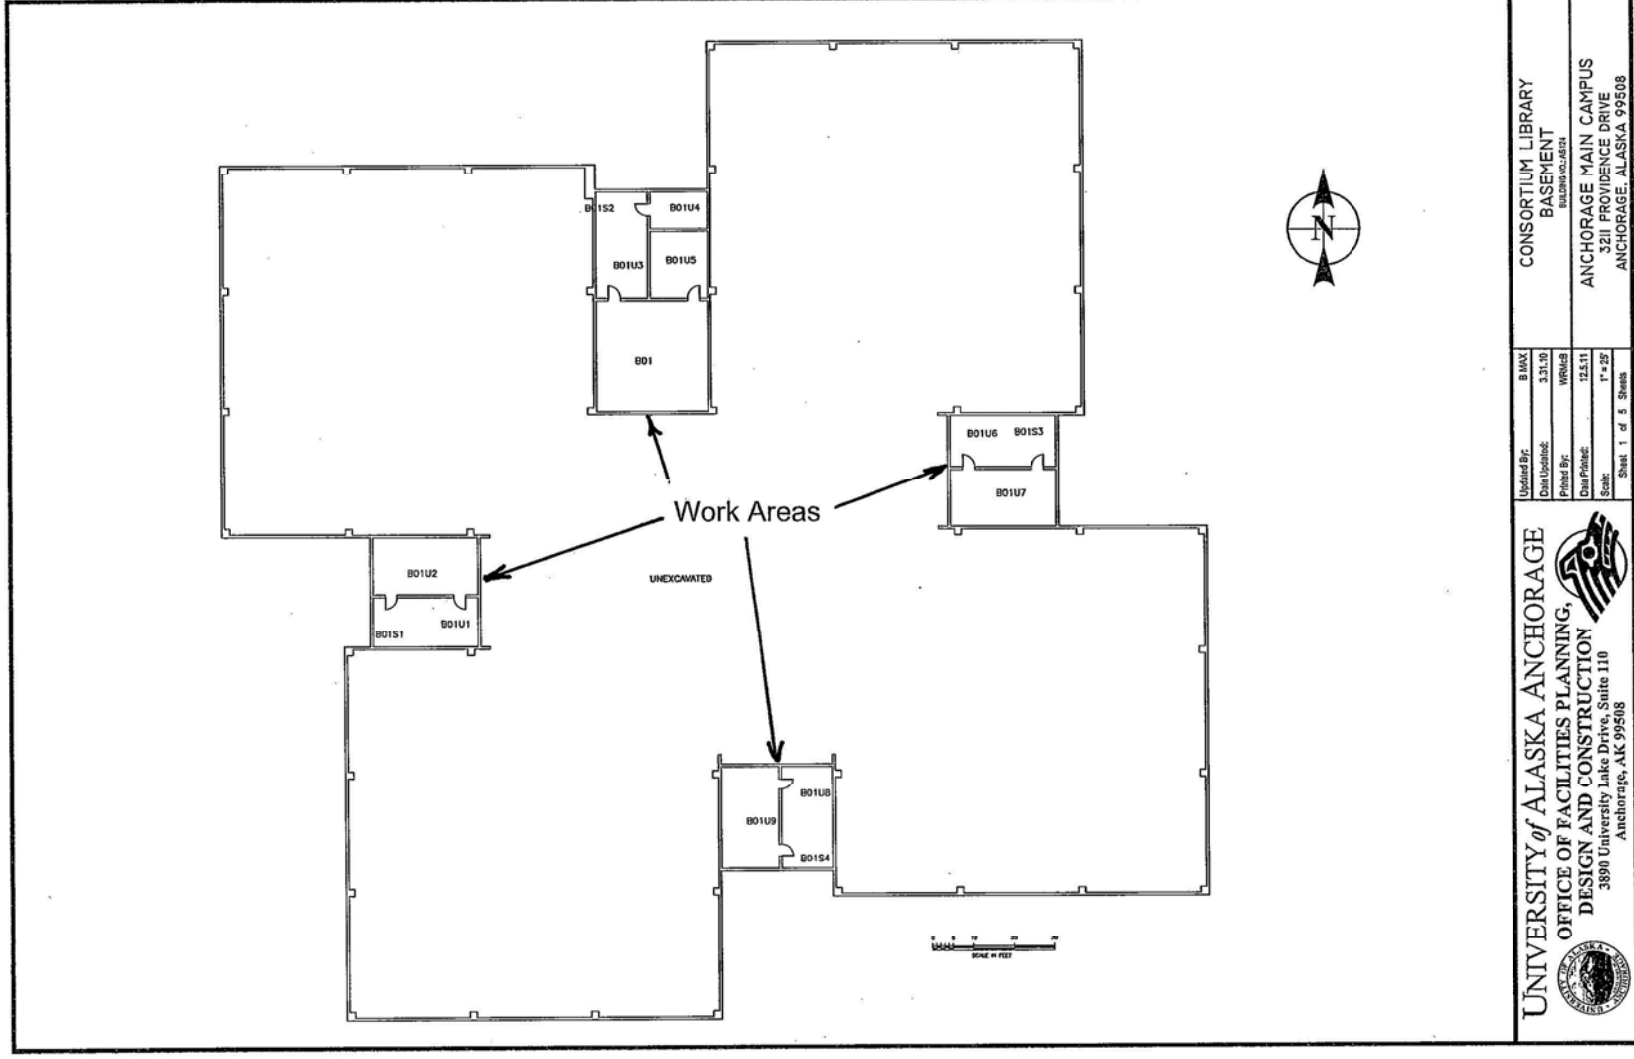 B01S2
B01U4
B01U3
B01U5
B01
B01U6 B01S3
B01U7
Work Areas
UNEXCAVATED
B01U2
B01S1
B01U1
B01U8
B01U9
B01S4
N
SCALE IN FEET
CONSORTIUM LIBRARY
BASEMENT
ANCHORAGE MAIN CAMPUS
3211 PROVIDENCE DRIVE
ANCHORAGE, ALASKA 99508
Updated By: B MAX
Date Updated: 3.31.10
Printed By: WRMcB
Date Printed: 12.5.11
Scale: 1" = 25'
Sheet 1 of 5 Sheets
UNIVERSITY of ALASKA ANCHORAGE
OFFICE OF FACILITIES PLANNING,
DESIGN AND CONSTRUCTION
3890 University Lake Drive, Suite 110
Anchorage, AK 99508